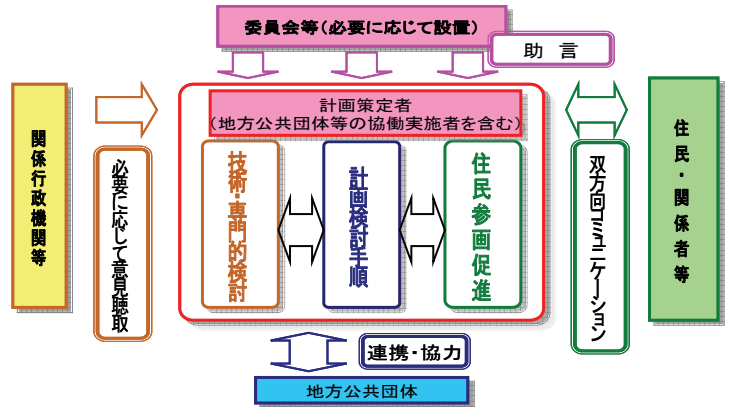 委員会等（必要に応じて設置）
助　言
計画策定者
（地方公共団体等の協働実施者を含む）
関係行政機関等
必要に応じて意見聴取
技術・専門的検討
計画検討手順
住民参画促進
双方向コミュニケーション
住民・関係者等
連携・協力
地方公共団体